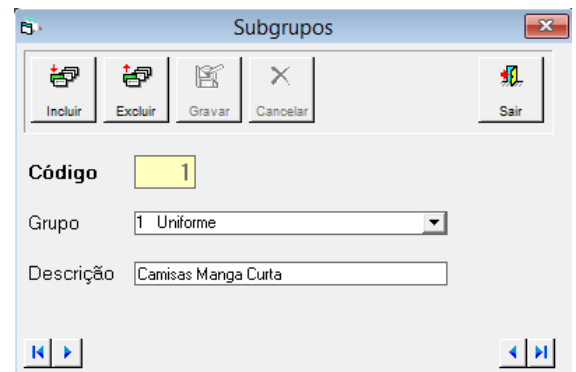 Subgrupos
Incluir Excluir Gravar Cancelar Sair
Código 1
Grupo 1 Uniforme
Descrição Camisas Manga Curta